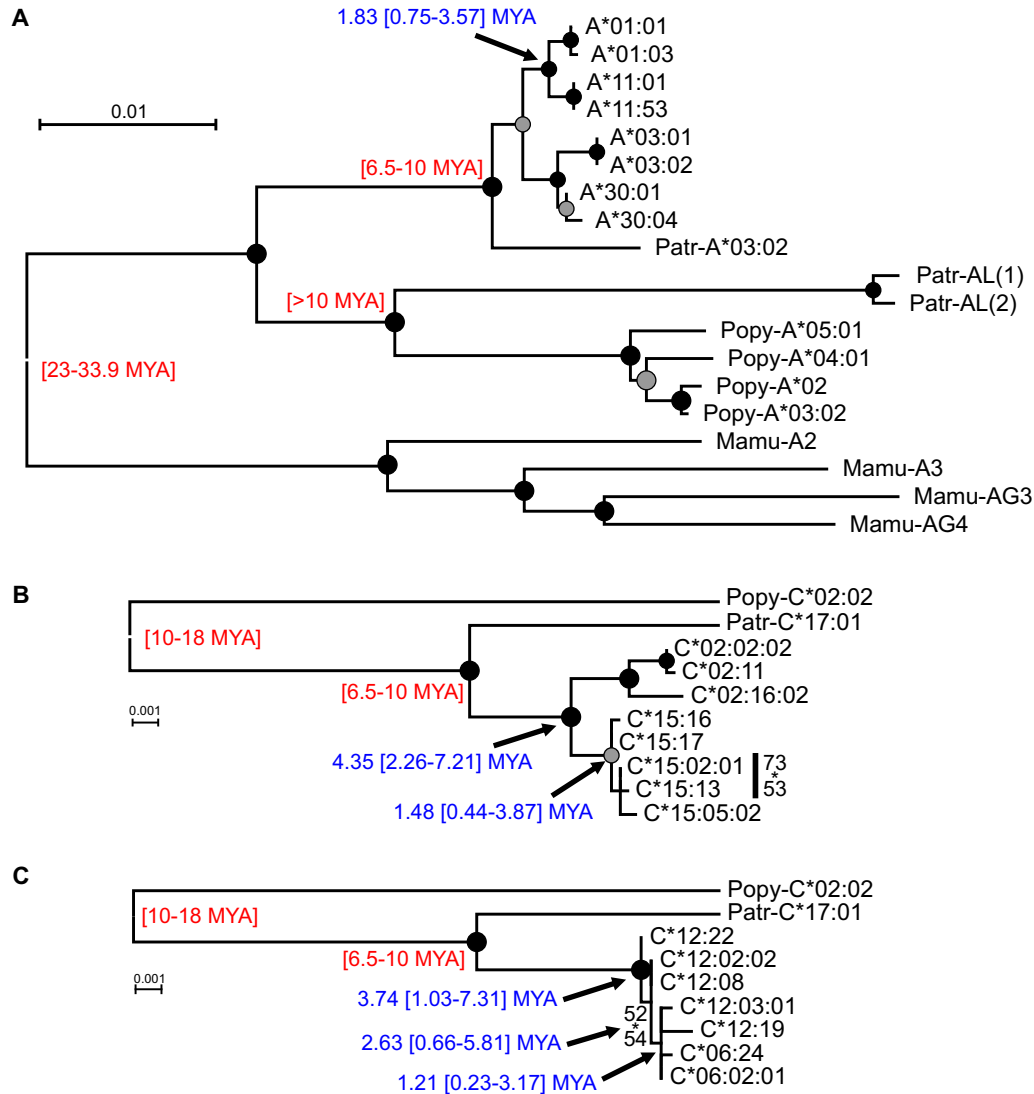 A
1.83 [0.75-3.57] MYA
A*01:01
A*01:03
A*11:01
A*11:53
0.01
A*03:01
A*03:02
[6.5-10 MYA]
A*30:01
A*30:04
Patr-A*03:02
Patr-AL(1)
[>10 MYA]
Patr-AL(2)
Popy-A*05:01
Popy-A*04:01
[23-33.9 MYA]
Popy-A*02
Popy-A*03:02
Mamu-A2
Mamu-A3
Mamu-AG3
Mamu-AG4
B
Popy-C*02:02
[10-18 MYA]
Patr-C*17:01
C*02:02:02
C*02:11
[6.5-10 MYA]
C*02:16:02
0.001
C*15:16
C*15:17
4.35 [2.26-7.21] MYA
C*15:02:01
73
*
53
C*15:13
1.48 [0.44-3.87] MYA
C*15:05:02
C
Popy-C*02:02
[10-18 MYA]
Patr-C*17:01
C*12:22
[6.5-10 MYA]
C*12:02:02
0.001
C*12:08
3.74 [1.03-7.31] MYA
C*12:03:01
52
*
54
C*12:19
2.63 [0.66-5.81] MYA
C*06:24
1.21 [0.23-3.17] MYA
C*06:02:01